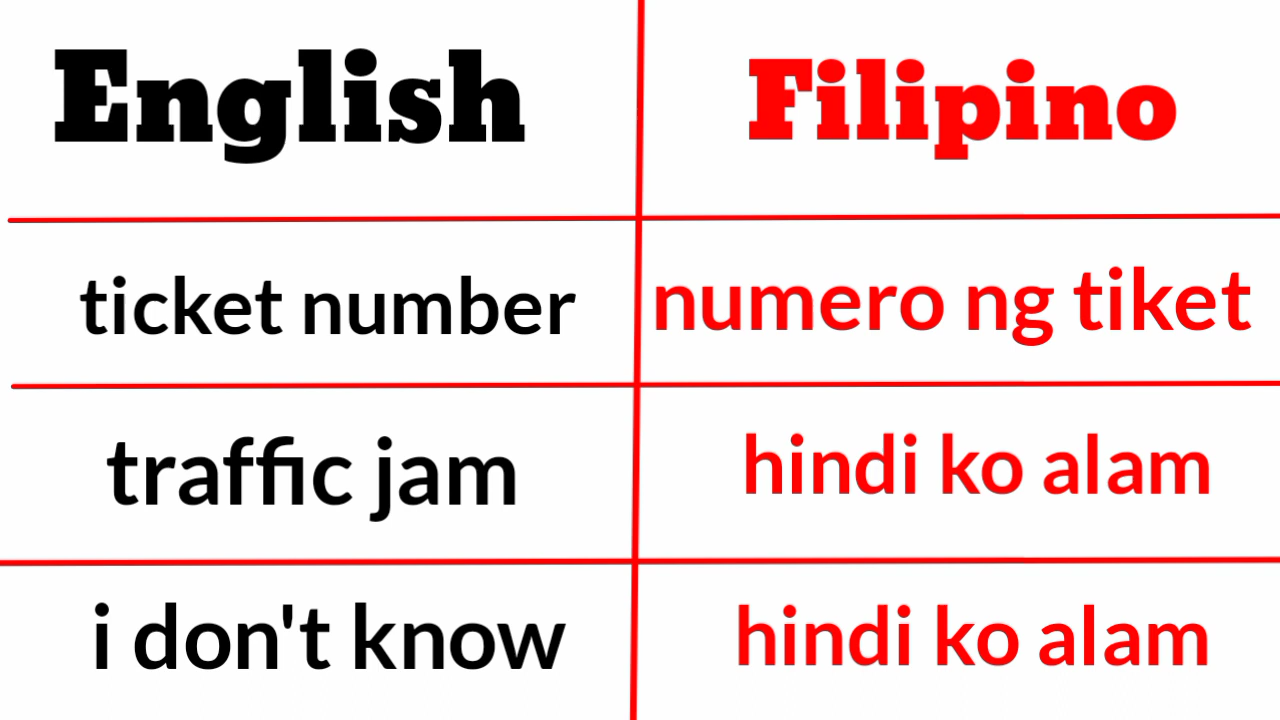 English Filipino
ticket number numero ng tiket
traffic jam hindi ko alam
i don't know hindi ko alam